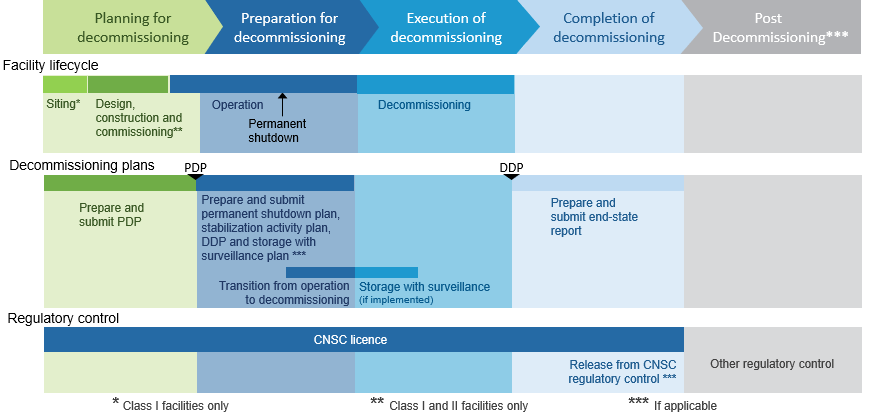 Planning for
decommissioning
Preparation for
decommissioning
Execution of
decommissioning
Completion of
decommissioning
Post
Decommissioning***
Facility lifecycle
Siting*
Design,
construction and
commissioning**
Operation
Permanent
shutdown
Decommissioning
Decommissioning plans
PDP
DDP
Prepare and
submit PDP
Prepare and submit
permanent shutdown plan,
stabilization activity plan,
DDP and storage with
surveillance plan ***
Transition from operation
to decommissioning
Storage with surveillance
(if implemented)
Prepare and
submit end-state
report
Regulatory control
CNSC licence
Release from CNSC
regulatory control ***
Other regulatory control
* Class I facilities only
** Class I and II facilities only
*** If applicable